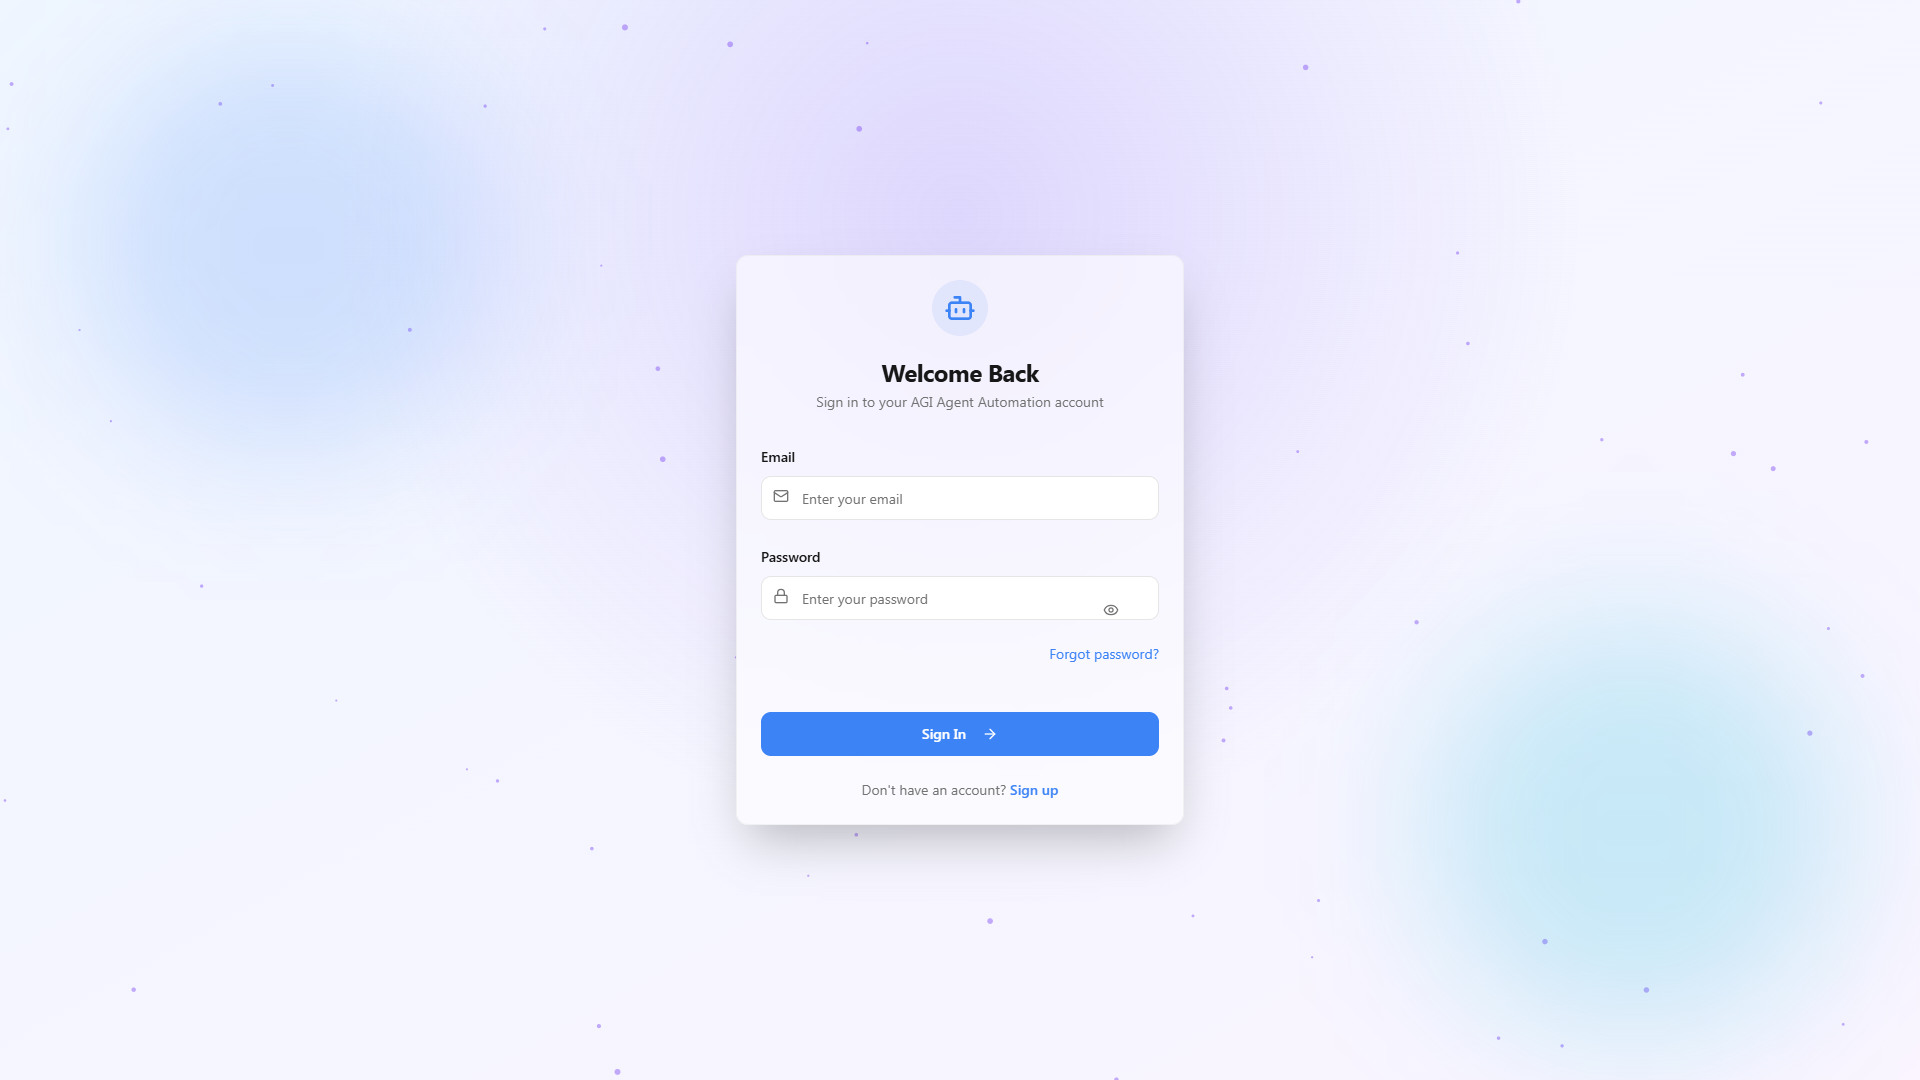 Welcome Back
Sign in to your AGI Agent Automation account
Email
Enter your email
Password
Enter your password
Forgot password?
Sign In
Don't have an account? Sign up